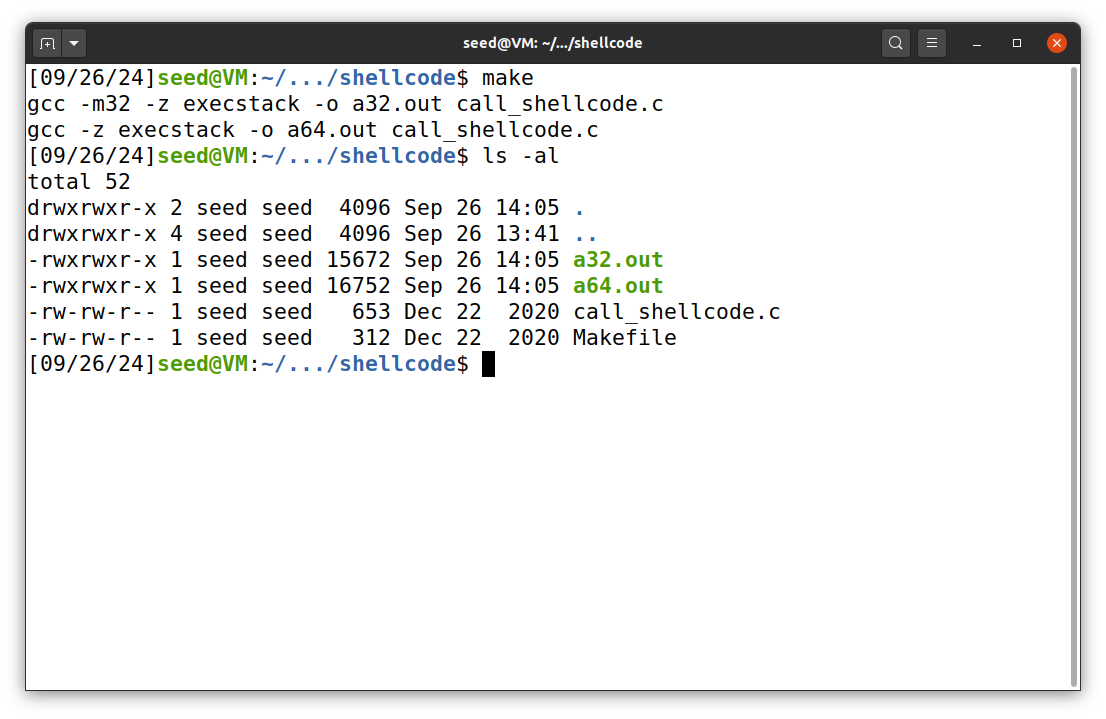 seed@VM: ~/.../shellcode
[09/26/24]seed@VM:~/.../shellcode$ make
gcc -m32 -z execstack -o a32.out call_shellcode.c
gcc -z execstack -o a64.out call_shellcode.c
[09/26/24]seed@VM:~/.../shellcode$ ls -al
total 52
drwxrwxr-x 2 seed seed  4096 Sep 26 14:05 .
drwxrwxr-x 4 seed seed  4096 Sep 26 13:41 ..
-rwxrwxr-x 1 seed seed 15672 Sep 26 14:05 a32.out
-rwxrwxr-x 1 seed seed 16752 Sep 26 14:05 a64.out
-rw-rw-r-- 1 seed seed   653 Dec 22  2020 call_shellcode.c
-rw-rw-r-- 1 seed seed   312 Dec 22  2020 Makefile
[09/26/24]seed@VM:~/.../shellcode$